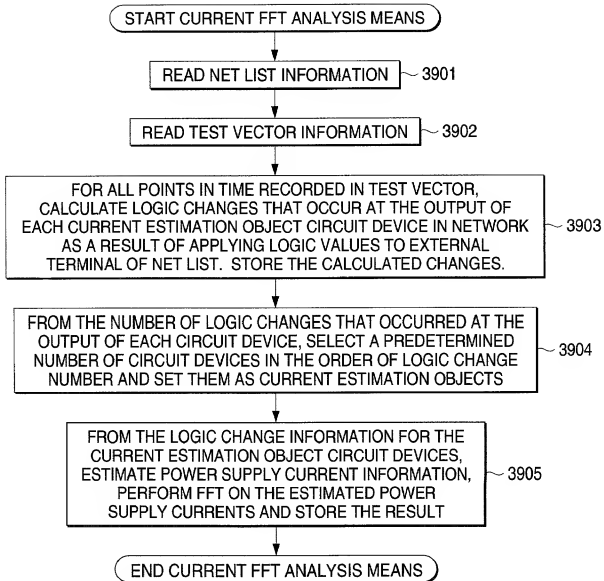 START CURRENT FFT ANALYSIS MEANS
READ NET LIST INFORMATION
3901
READ TEST VECTOR INFORMATION
3902
FOR ALL POINTS IN TIME RECORDED IN TEST VECTOR,
CALCULATE LOGIC CHANGES THAT OCCUR AT THE OUTPUT OF
EACH CURRENT ESTIMATION OBJECT CIRCUIT DEVICE IN NETWORK
AS A RESULT OF APPLYING LOGIC VALUES TO EXTERNAL
TERMINAL OF NET LIST. STORE THE CALCULATED CHANGES.
3903
FROM THE NUMBER OF LOGIC CHANGES THAT OCCURRED AT THE
OUTPUT OF EACH CIRCUIT DEVICE, SELECT A PREDETERMINED
NUMBER OF CIRCUIT DEVICES IN THE ORDER OF LOGIC CHANGE
NUMBER AND SET THEM AS CURRENT ESTIMATION OBJECTS
3904
FROM THE LOGIC CHANGE INFORMATION FOR THE
CURRENT ESTIMATION OBJECT CIRCUIT DEVICES,
ESTIMATE POWER SUPPLY CURRENT INFORMATION,
PERFORM FFT ON THE ESTIMATED POWER
SUPPLY CURRENTS AND STORE THE RESULT
3905
END CURRENT FFT ANALYSIS MEANS